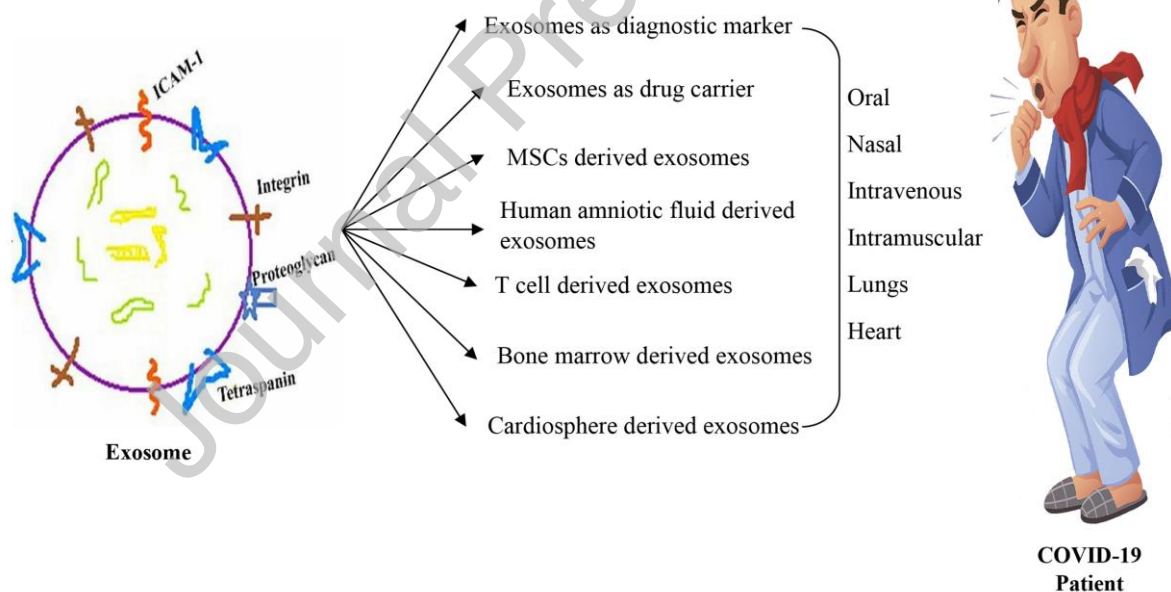 ICAM-1
Integrin
Proteoglycan
Tetraspanin
Exosome
Exosomes as diagnostic marker
Exosomes as drug carrier
MSCs derived exosomes
Human amniotic fluid derived
exosomes
T cell derived exosomes
Bone marrow derived exosomes
Cardiosphere derived exosomes
Oral
Nasal
Intravenous
Intramuscular
Lungs
Heart
COVID-19
Patient
Journal